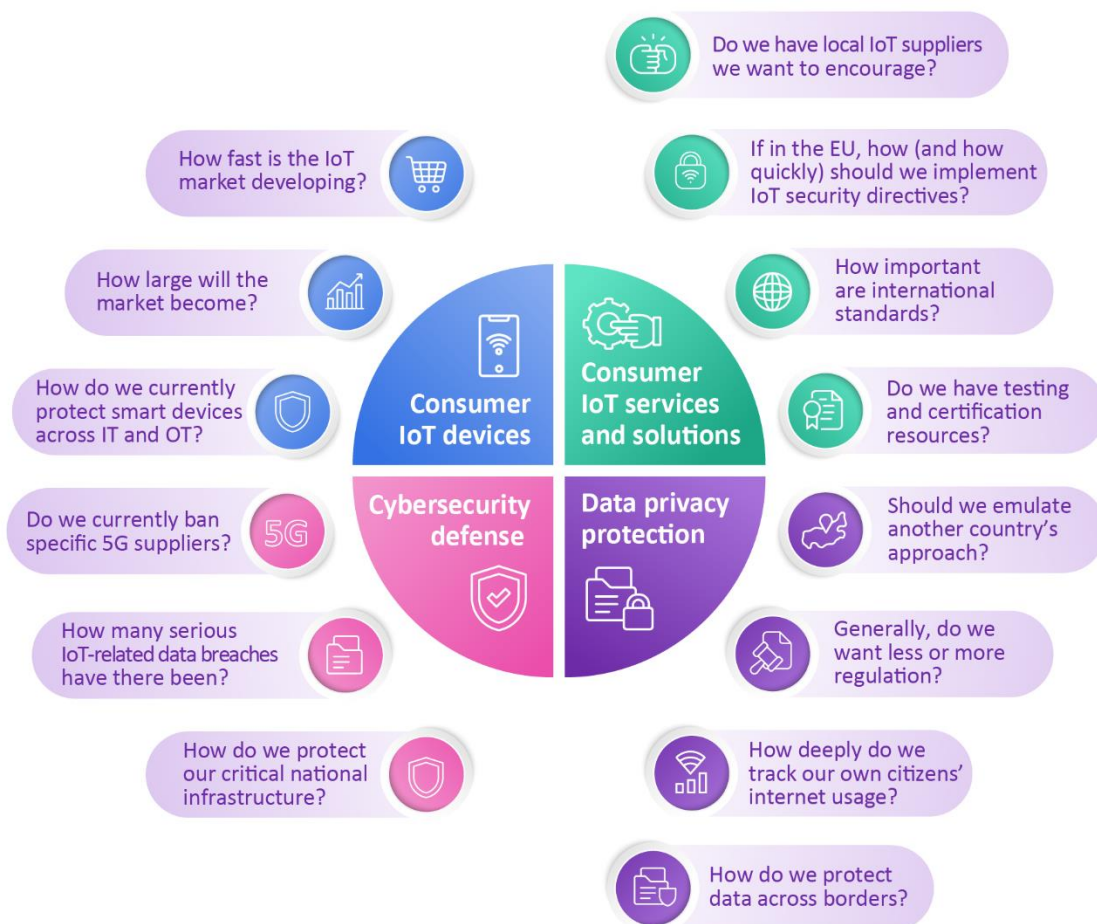 Do we have local IoT suppliers
we want to encourage?
How fast is the IoT
market developing?
If in the EU, how (and how
quickly) should we implement
IoT security directives?
How large will the
market become?
How important
are international
standards?
Consumer
IoT devices
Consumer
IoT services
and solutions
How do we currently
protect smart devices
across IT and OT?
Do we have testing
and certification
resources?
Cybersecurity
defense
Data privacy
protection
Do we currently ban
specific 5G suppliers?
5G
Should we emulate
another country's
approach?
How many serious
IoT-related data breaches
have there been?
Generally, do we
want less or more
regulation?
How do we protect
our critical national
infrastructure?
How deeply do we
track our own citizens'
internet usage?
How do we protect
data across borders?